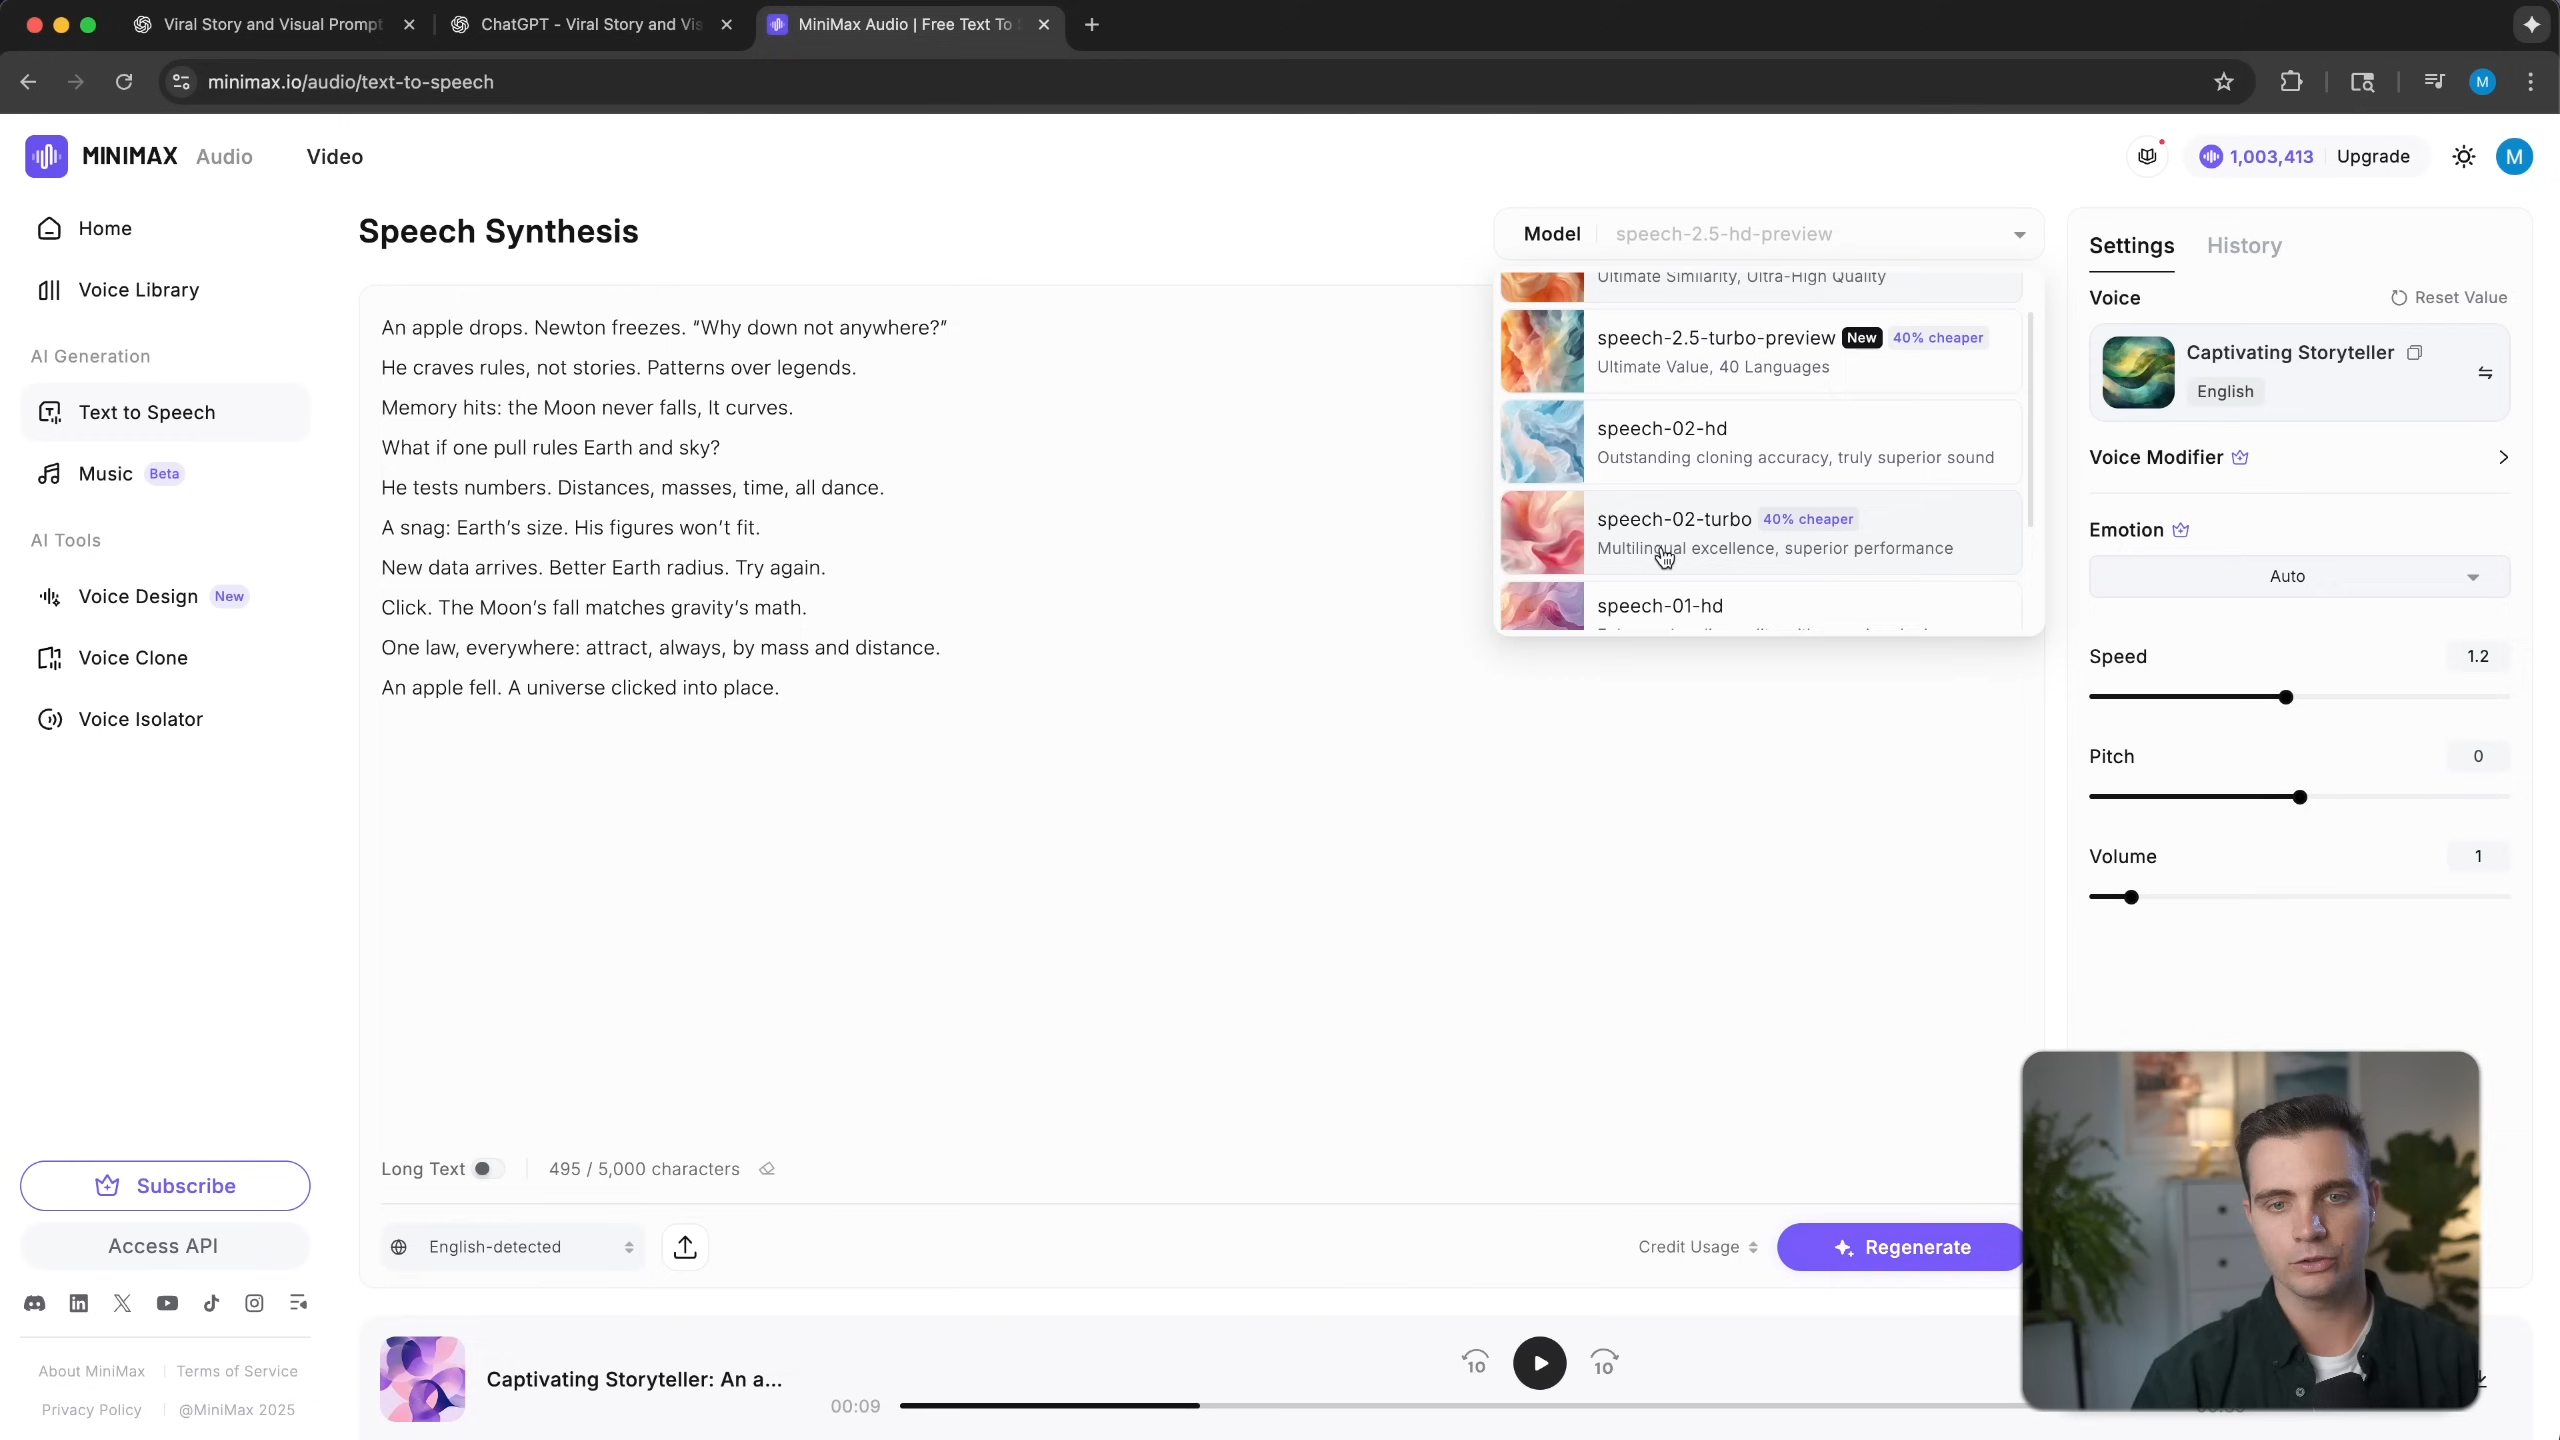 Viral Story and Visual Prompt
ChatGPT - Viral Story and Vis
MiniMax Audio | Free Text To
minimax.io/audio/text-to-speech
M
MINIMAX Audio
Video
1,003,413 Upgrade
M
Home
Voice Library
AI Generation
Text to Speech
Music Beta
AI Tools
Voice Design New
Voice Clone
Voice Isolator
Subscribe
Access API
About MiniMax
Terms of Service
Privacy Policy
@MiniMax 2025
Speech Synthesis
Model speech-2.5-hd-preview
Ultimate Similarity, Ultra-High Quality
speech-2.5-turbo-preview New 40% cheaper
Ultimate Value, 40 Languages
speech-02-hd
Outstanding cloning accuracy, truly superior sound
speech-02-turbo 40% cheaper
Multilingual excellence, superior performance
speech-01-hd
An apple drops. Newton freezes. “Why down not anywhere?”
He craves rules, not stories. Patterns over legends.
Memory hits: the Moon never falls, It curves.
What if one pull rules Earth and sky?
He tests numbers. Distances, masses, time, all dance.
A snag: Earth’s size. His figures won’t fit.
New data arrives. Better Earth radius. Try again.
Click. The Moon’s fall matches gravity’s math.
One law, everywhere: attract, always, by mass and distance.
An apple fell. A universe clicked into place.
Long Text
495 / 5,000 characters
English-detected
Credit Usage
Regenerate
Settings
History
Voice
Reset Value
Captivating Storyteller
English
Voice Modifier
Emotion
Auto
Speed 1.2
Pitch 0
Volume 1
Captivating Storyteller: An a...
10
10
00:09